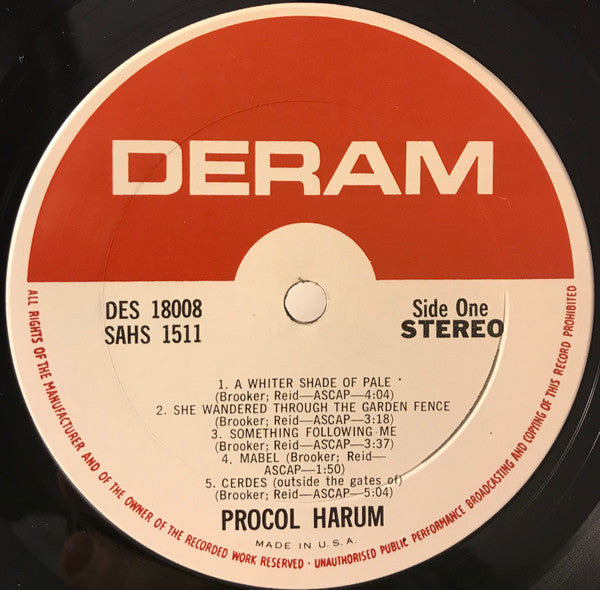 DERAM
DES 18008
SAHS 1511
Side One
STEREO
1. A WHITER SHADE OF PALE
(Brooker; Reid—ASCAP—4:04)
2. SHE WANDERED THROUGH THE GARDEN FENCE
(Brooker; Reid—ASCAP—3:18)
3. SOMETHING FOLLOWING ME
(Brooker; Reid—ASCAP—3:37)
4. MABEL (Brooker; Reid—
ASCAP—1:50)
5. CERDES (outside the gates of)
(Brooker; Reid—ASCAP—5:04)
PROCOL HARUM
MADE IN U.S.A.
ALL RIGHTS OF THE MANUFACTURER AND OF THE OWNER OF THE RECORDED WORK RESERVED · UNAUTHORISED PUBLIC PERFORMANCE BROADCASTING AND COPYING OF THIS RECORD PROHIBITED